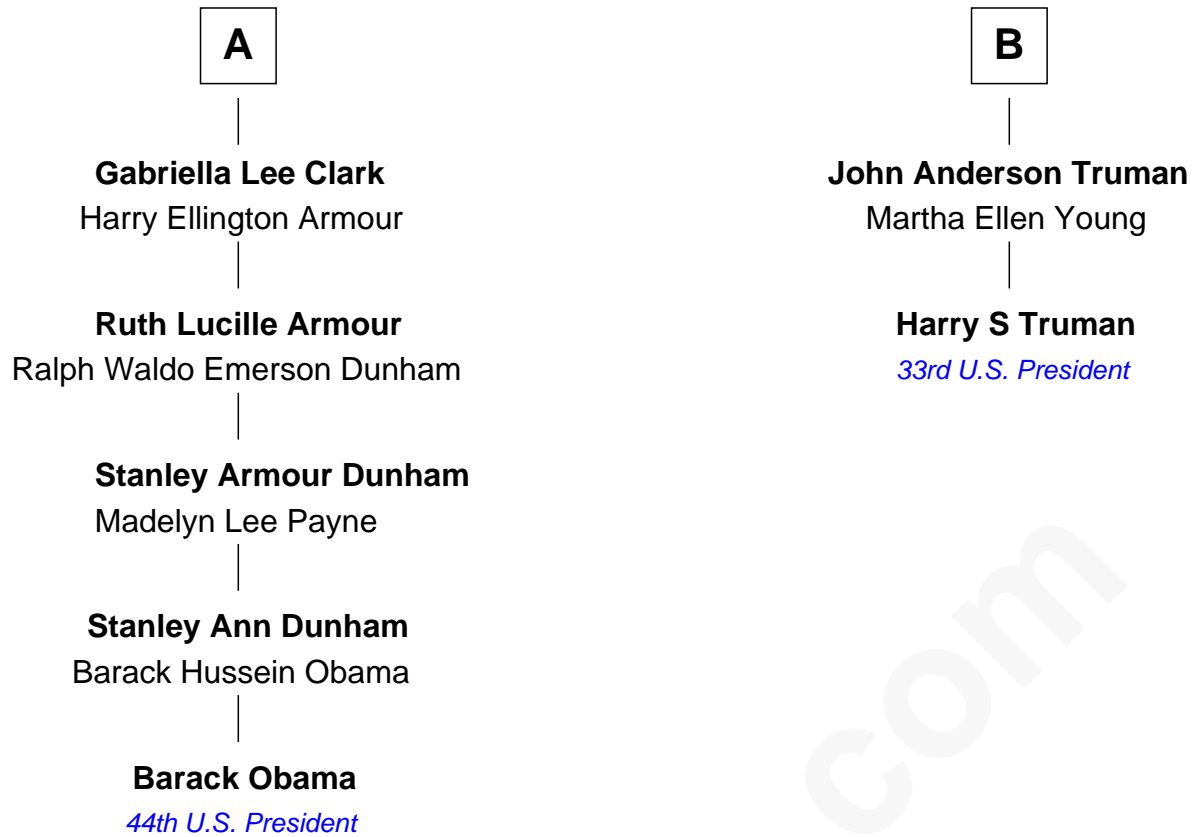 A
Gabriella Lee Clark
Harry Ellington Armour
Ruth Lucille Armour
Ralph Waldo Emerson Dunham
Stanley Armour Dunham
Madelyn Lee Payne
Stanley Ann Dunham
Barack Hussein Obama
Barack Obama
44th U.S. President
B
John Anderson Truman
Martha Ellen Young
Harry S Truman
33rd U.S. President
com